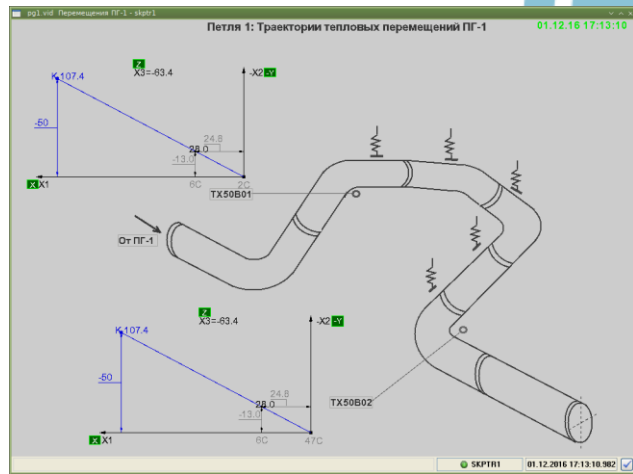 pg1.vid Перемещения ПГ-1 - skptr1
Петля 1: Траектории тепловых перемещений ПГ-1
01.12.16 17:13:10
Z
X3=-63.4
K 107.4
-X2 -Y
-50
24.8
28.0
-13.0
X X1
6C
2C
TX50B01
От ПГ-1
Z
X3=-63.4
K 107.4
-X2 -Y
-50
24.8
28.0
-13.0
X X1
6C
47C
TX50B02
SKPTR1
01.12.2016 17:13:10.982